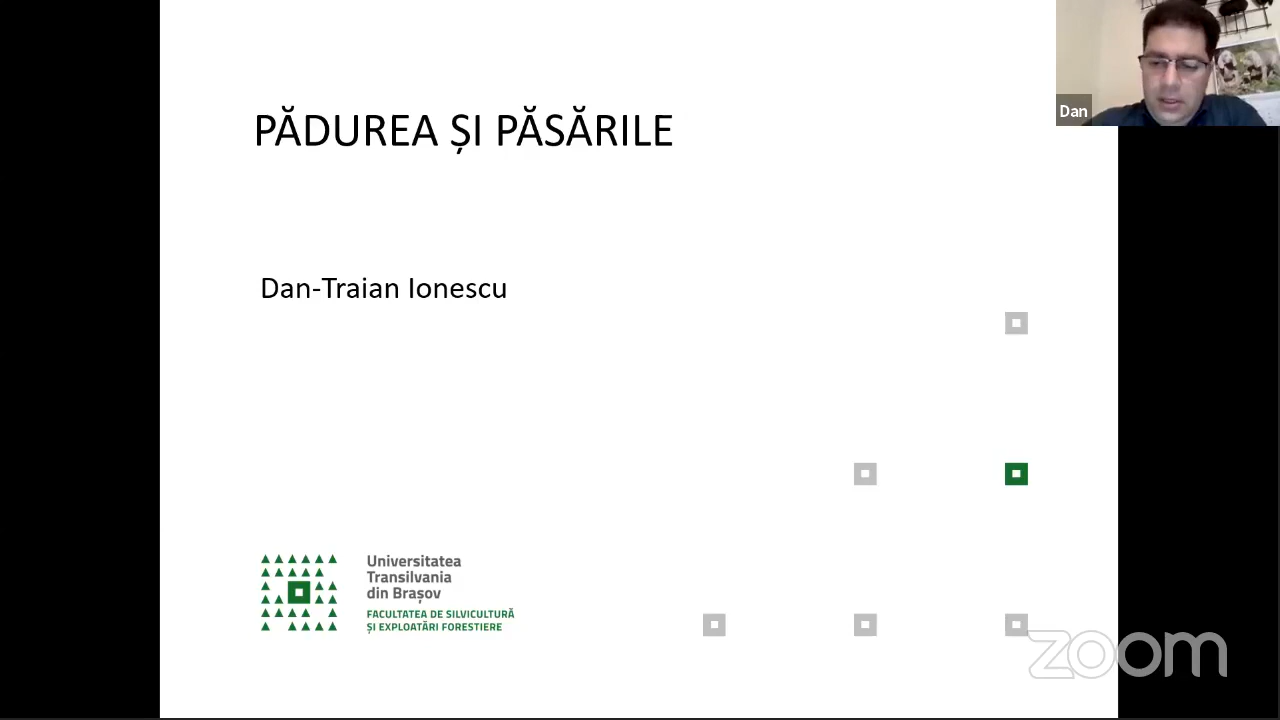 PĂDUREA ȘI PĂSĂRILE
Dan
Dan-Traian Ionescu
Universitatea
Transilvania
din Brașov
FACULTATEA DE SILVICULTURĂ
ȘI EXPLOATĂRI FORESTIERE
zoom